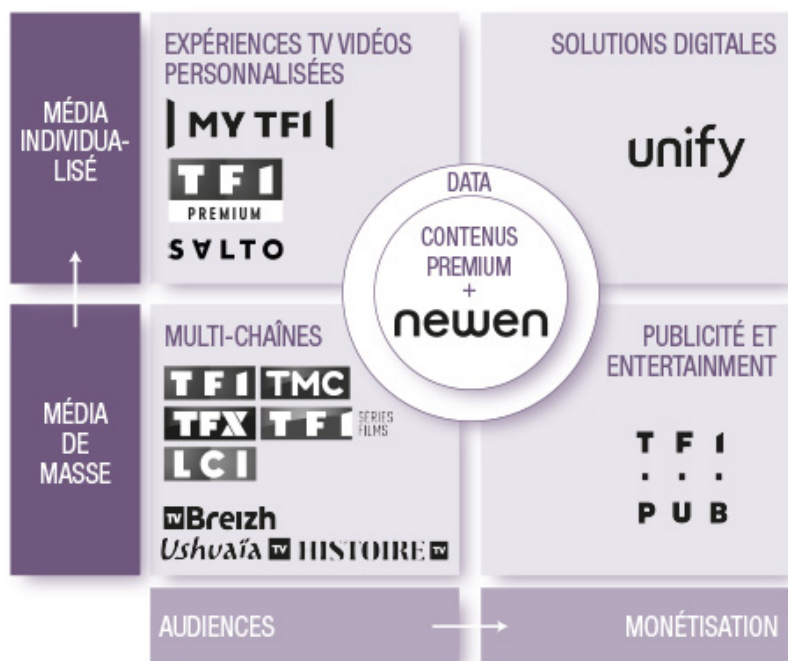 MÉDIA
INDIVIDUA-
LISÉ
EXPÉRIENCES TV VIDÉOS
PERSONNALISÉES
MY TF1
TF1
PREMIUM
SALTO
SOLUTIONS DIGITALES
unify
DATA
CONTENUS
PREMIUM
+
newen
MÉDIA
DE
MASSE
MULTI-CHAÎNES
TF1 TMC
TFX TF1 SÉRIES
FILMS
LCI
TV Breizh
Ushuaïa TV HISTOIRE TV
PUBLICITÉ ET
ENTERTAINMENT
TF1
PUB
AUDIENCES
MONÉTISATION